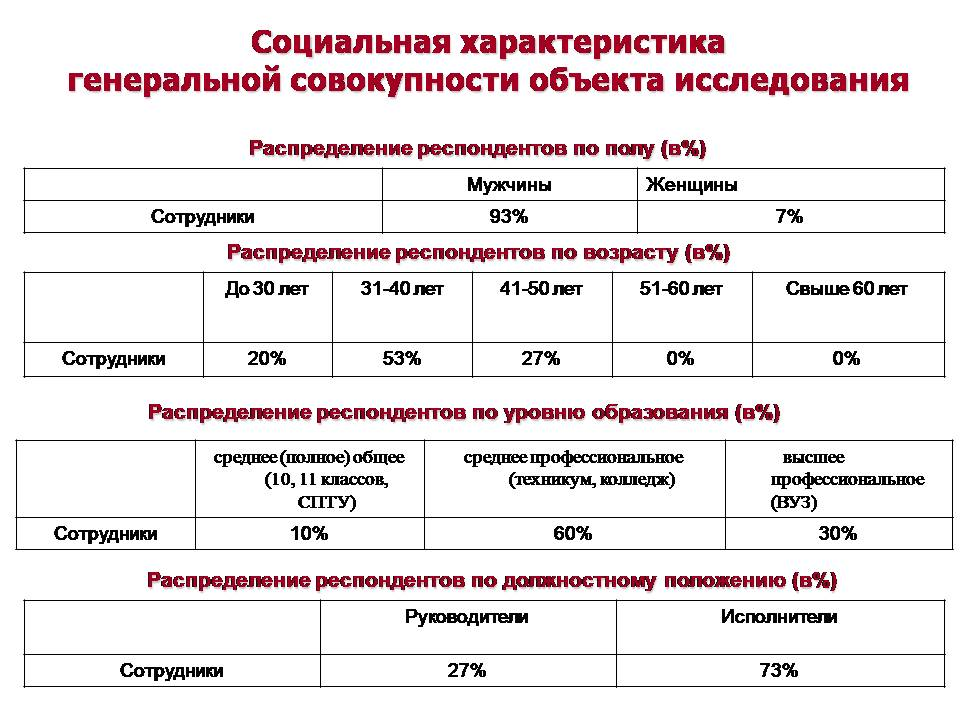 Социальная характеристика
генеральной совокупности объекта исследования
Распределение респондентов по полу (в%)
Мужчины Женщины
Сотрудники 93% 7%
Распределение респондентов по возрасту (в%)
До 30 лет 31-40 лет 41-50 лет 51-60 лет Свыше 60 лет
Сотрудники 20% 53% 27% 0% 0%
Распределение респондентов по уровню образования (в%)
среднее (полное) общее среднее профессиональное высшее
(10, 11 классов, (техникум, колледж) профессиональное
СПТУ) (ВУЗ)
Сотрудники 10% 60% 30%
Распределение респондентов по должностному положению (в%)
Руководители Исполнители
Сотрудники 27% 73%